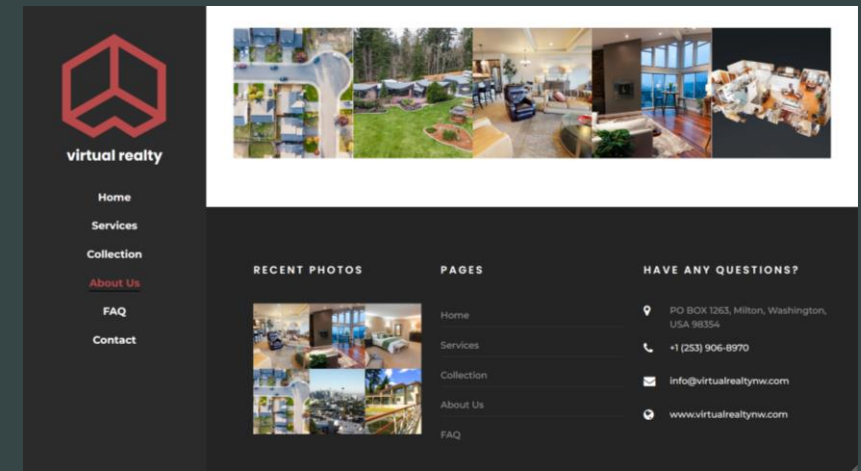 virtual realty
Home
Services
Collection
About Us
FAQ
Contact
RECENT PHOTOS
PAGES
Home
Services
Collection
About Us
FAQ
HAVE ANY QUESTIONS?
PO BOX 1263, Milton, Washington,
USA 98354
+1 (253) 906-8970
info@virtualrealtynw.com
www.virtualrealtynw.com